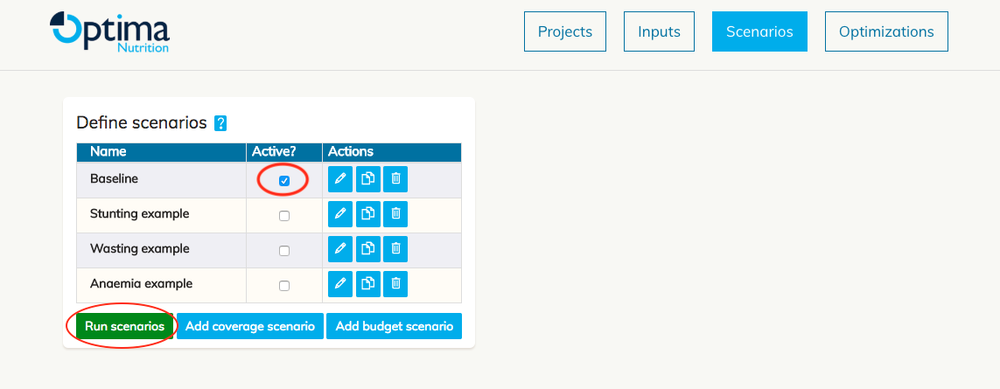 Optima
Nutrition
Projects
Inputs
Scenarios
Optimizations
Define scenarios ?
Name Active? Actions
Baseline
Stunting example
Wasting example
Anaemia example
Run scenarios Add coverage scenario Add budget scenario